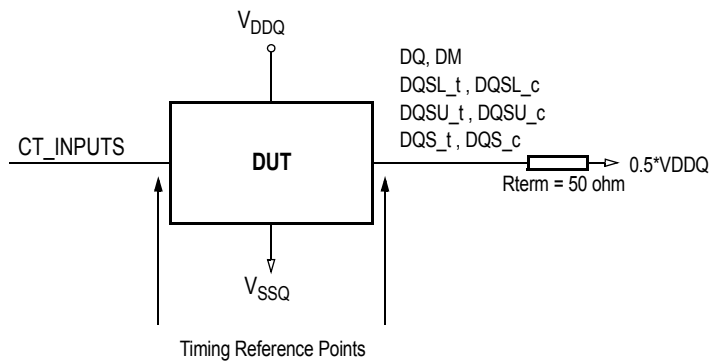 VDDQ
DQ, DM
DQSL_t , DQSL_c
DQSU_t , DQSU_c
DQS_t , DQS_c
CT_INPUTS
DUT
0.5*VDDQ
Rterm = 50 ohm
VSSQ
Timing Reference Points